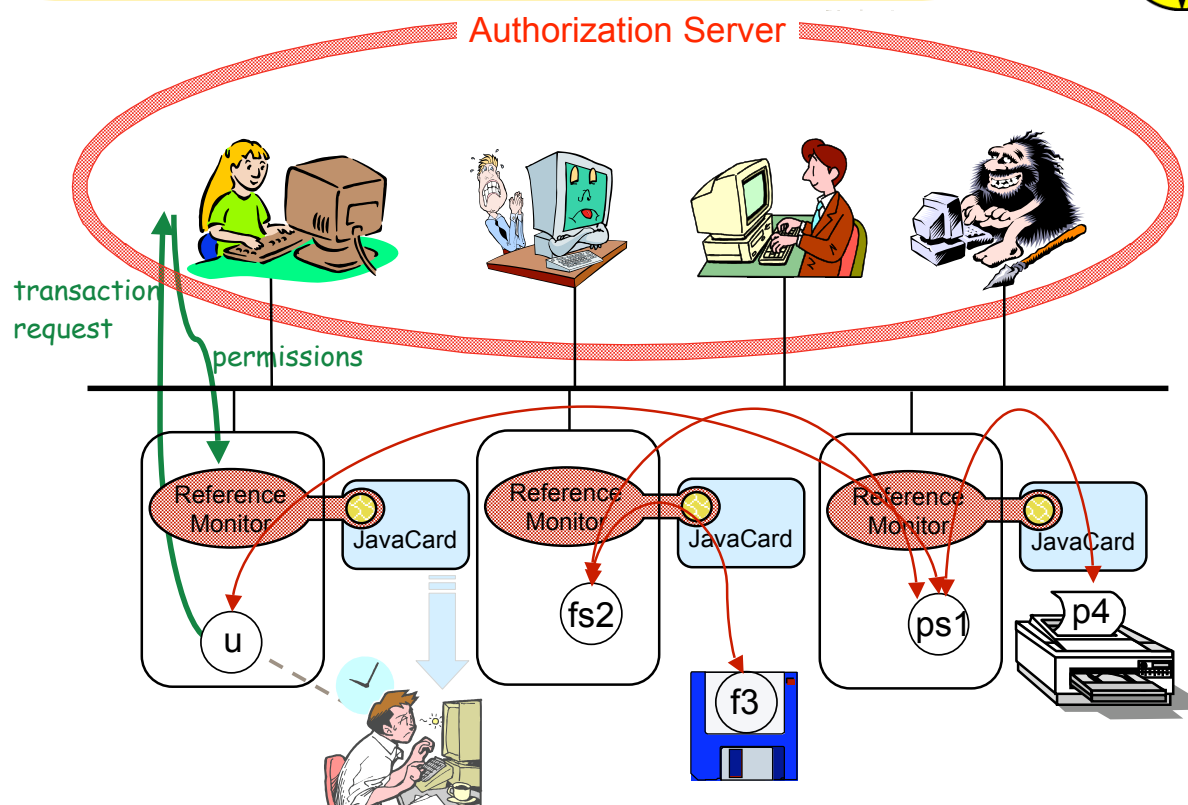 Authorization Server
transaction
request
permissions
Reference
Monitor
JavaCard
Reference
Monitor
JavaCard
Reference
Monitor
JavaCard
u
fs2
ps1
p4
f3